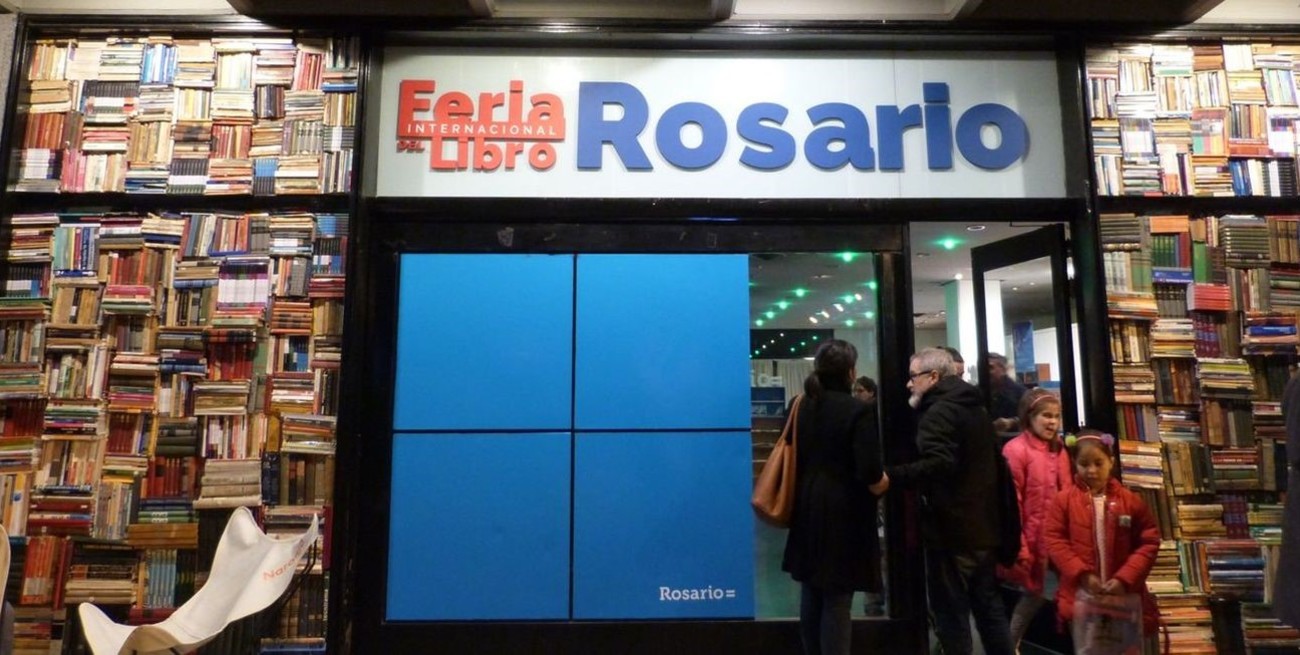 Feria
INTERNACIONAL
DEL Libro
Rosario
Rosario=